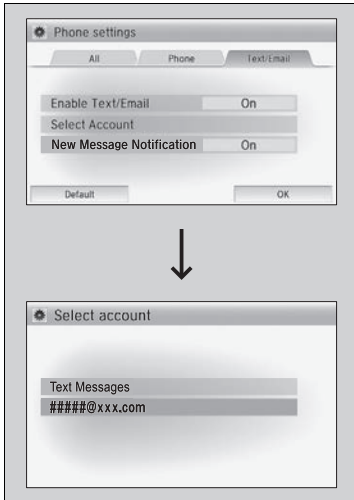 Phone settings
All Phone Text/Email
Enable Text/Email On
Select Account
New Message Notification On
Default OK
Select account
Text Messages
#####@xxx.com